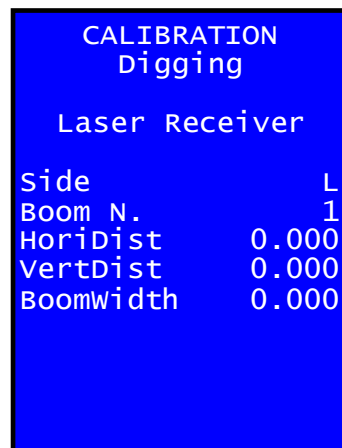 CALIBRATION
Digging
Laser Receiver
Side L
Boom N. 1
HoriDist 0.000
VertDist 0.000
BoomWidth 0.000